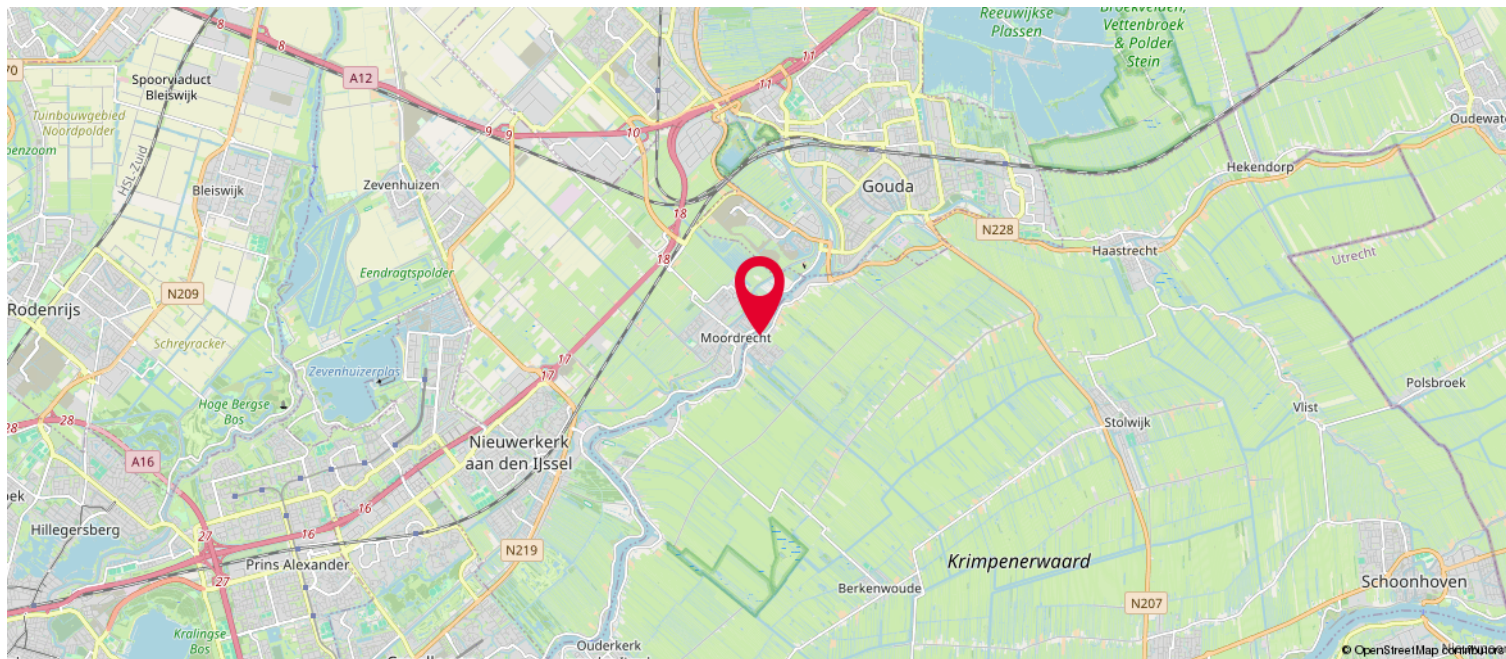 8
8
A12
70
Spoorviaduct
Bleiswijk
Tuinbouwgebied
Noordpolder
HSL-Zuid
Bleiswijk
Zevenhuizen
9
9
10
11
11
Reeuwijkse
Plassen
Broekvelden,
Vettenbroek
& Polder
Stein
Gouda
18
18
N228
Hekendorp
Haastrecht
Utrecht
Eendragtspolder
N209
Rodenrijs
Schreyracker
Zevenhuizerplas
Moordrecht
17
17
Hoge Bergse
Bos
28
28
A16
Nieuwerkerk
aan den IJssel
Polsbroek
Vlist
Stolwijk
Hillegersberg
27
27
16
16
Prins Alexander
N219
Krimpenerwaard
Berkenwoude
N207
Schoonhoven
Kralingse
Bos
Ouderkerk
© OpenStreetMap contributors